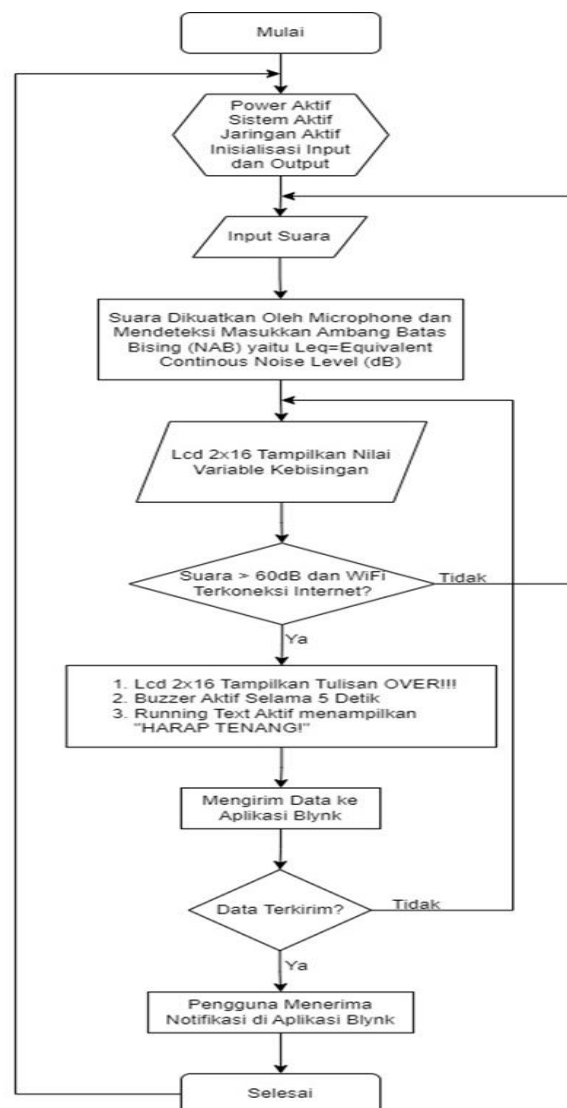 Mulai
Power Aktif
Sistem Aktif
Jaringan Aktif
Inisialisasi Input
dan Output
Input Suara
Suara Dikuatkan Oleh Microphone dan
Mendeteksi Masukkan Ambang Batas
Bising (NAB) yaitu Leq=Equivalent
Continous Noise Level (dB)
Lcd 2x16 Tampilkan Nilai
Variable Kebisingan
Suara > 60dB dan WiFi
Terkoneksi Internet?
Tidak
Ya
1. Lcd 2x16 Tampilkan Tulisan OVER!!!
2. Buzzer Aktif Selama 5 Detik
3. Running Text Aktif menampilkan
"HARAP TENANG!"
Mengirim Data ke
Aplikasi Blynk
Data Terkirim?
Tidak
Ya
Pengguna Menerima
Notifikasi di Aplikasi Blynk
Selesai